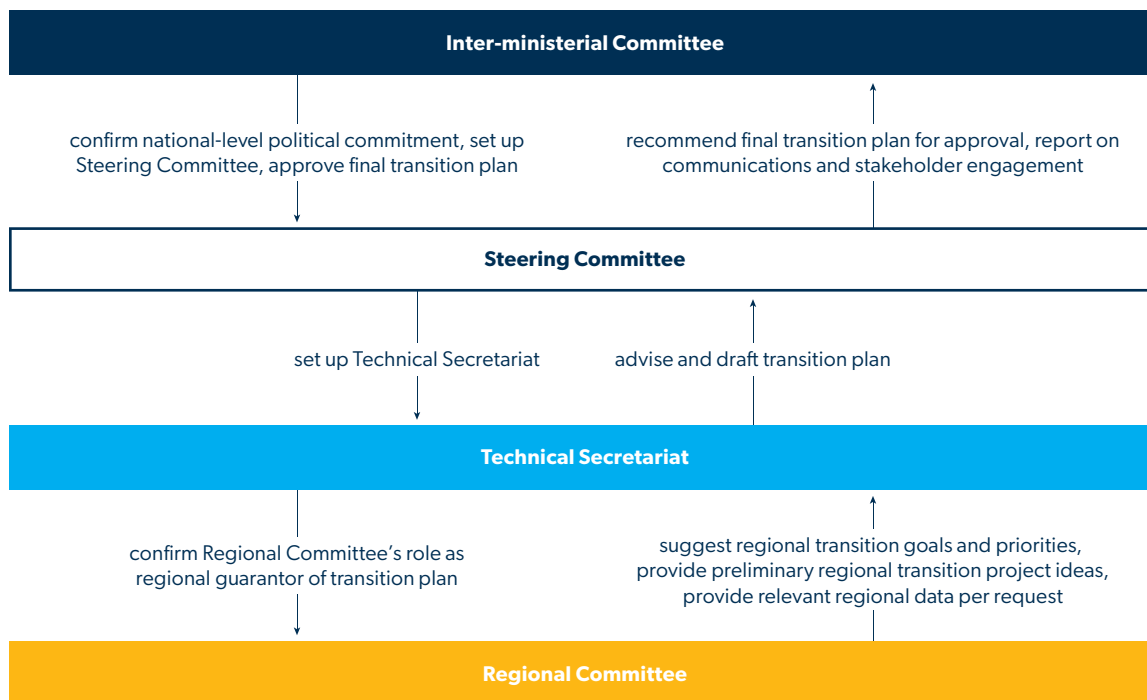 Inter-ministerial Committee
confirm national-level political commitment, set up
Steering Committee, approve final transition plan
recommend final transition plan for approval, report on
communications and stakeholder engagement
Steering Committee
set up Technical Secretariat
advise and draft transition plan
Technical Secretariat
confirm Regional Committee’s role as
regional guarantor of transition plan
suggest regional transition goals and priorities,
provide preliminary regional transition project ideas,
provide relevant regional data per request
Regional Committee